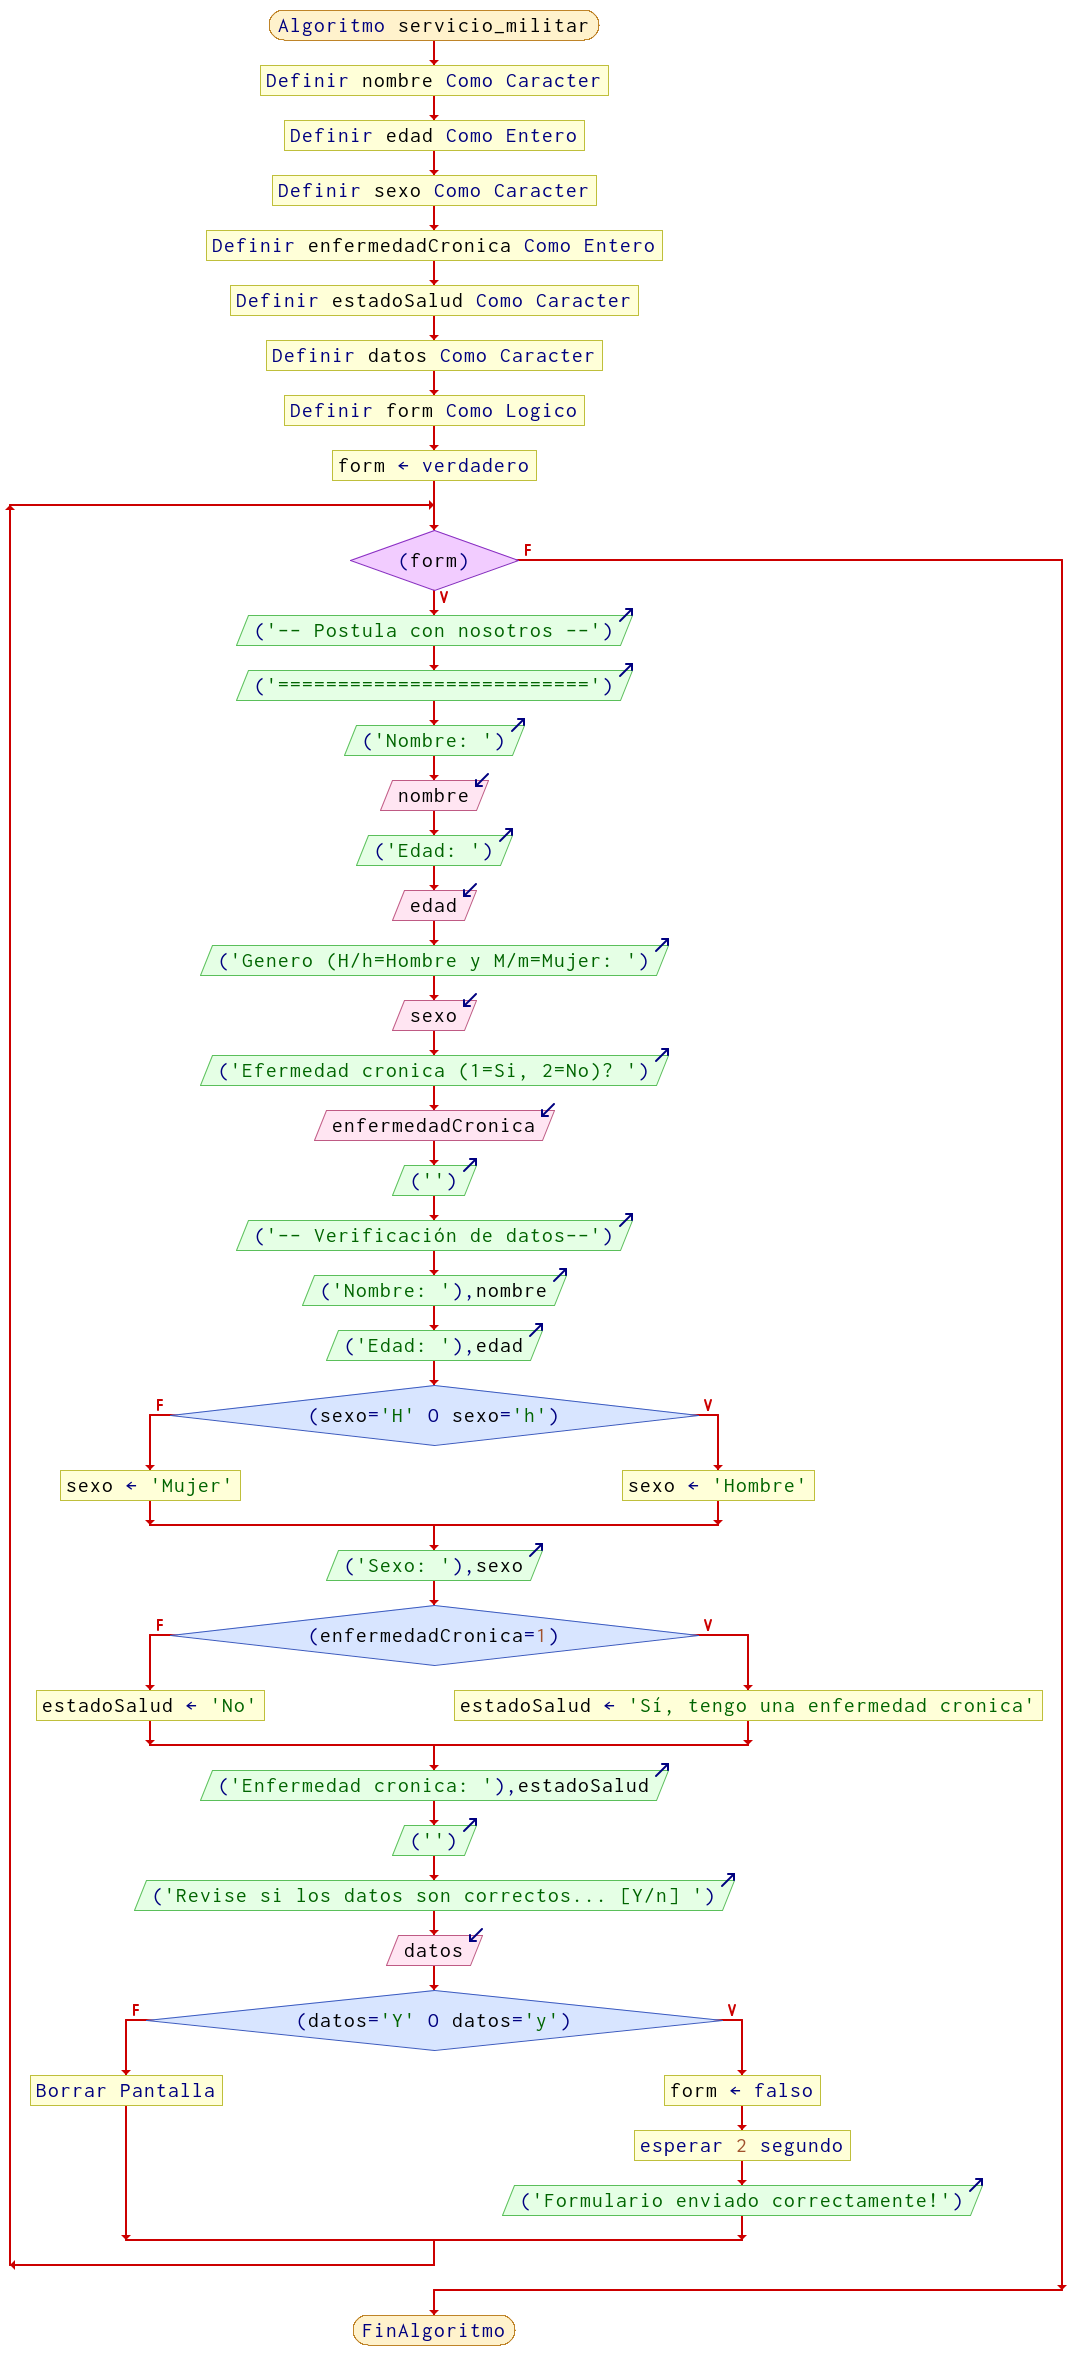 Algoritmo servicio_militar
Definir nombre Como Caracter
Definir edad Como Entero
Definir sexo Como Caracter
Definir enfermedadCronica Como Entero
Definir estadoSalud Como Caracter
Definir datos Como Caracter
Definir form Como Logico
form ← verdadero
(form)
F
V
('-- Postula con nosotros --')
('==========================')
('Nombre: ')
nombre
('Edad: ')
edad
('Genero (H/h=Hombre y M/m=Mujer: ')
sexo
('Efermedad cronica (1=Si, 2=No)? ')
enfermedadCronica
('')
('-- Verificación de datos--')
('Nombre: '),nombre
('Edad: '),edad
F
V
(sexo='H' O sexo='h')
sexo ← 'Mujer'
sexo ← 'Hombre'
('Sexo: '),sexo
F
V
(enfermedadCronica=1)
estadoSalud ← 'No'
estadoSalud ← 'Sí, tengo una enfermedad cronica'
('Enfermedad cronica: '),estadoSalud
('')
('Revise si los datos son correctos... [Y/n] ')
datos
F
V
(datos='Y' O datos='y')
Borrar Pantalla
form ← falso
esperar 2 segundo
('Formulario enviado correctamente!')
FinAlgoritmo